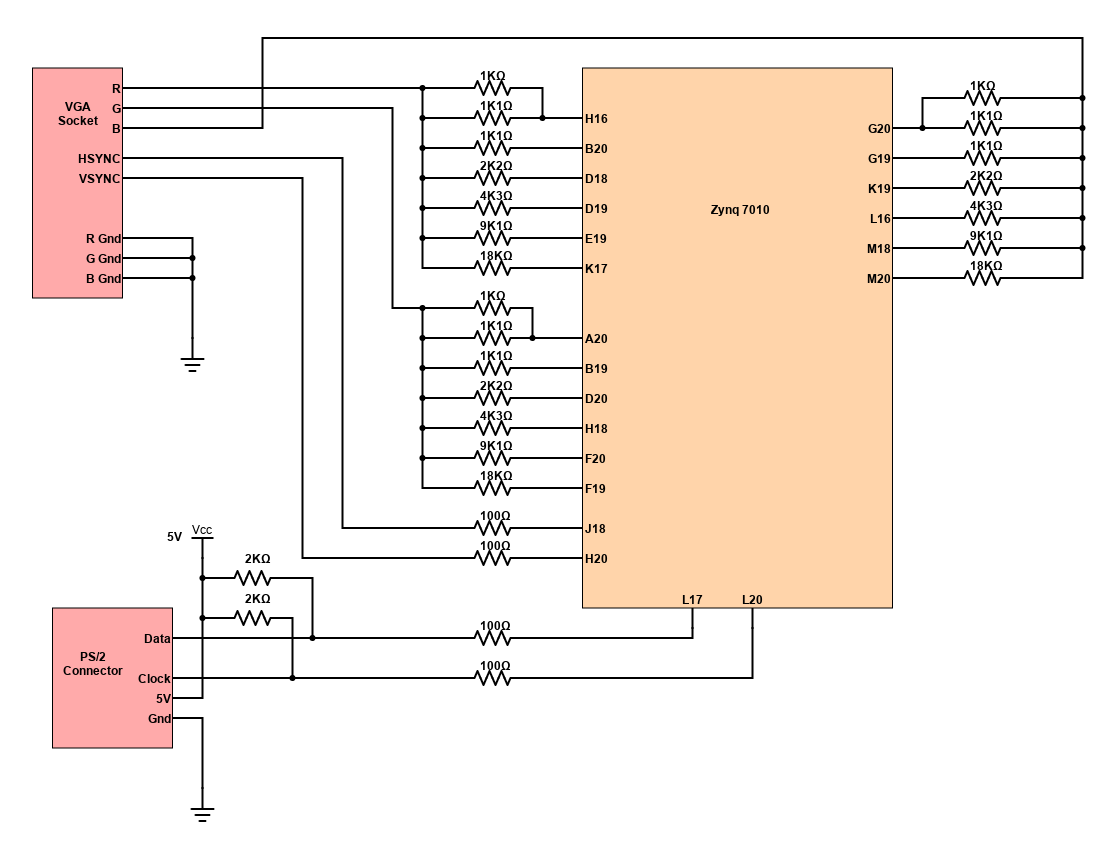 VGA
Socket
R
G
B
HSYNC
VSYNC
R Gnd
G Gnd
B Gnd
1KΩ
1K1Ω
1K1Ω
2K2Ω
4K3Ω
9K1Ω
18KΩ
1KΩ
1K1Ω
1K1Ω
2K2Ω
4K3Ω
9K1Ω
18KΩ
100Ω
100Ω
H16
B20
D18
D19
E19
K17
A20
B19
D20
H18
F20
F19
J18
H20
Zynq 7010
G20
G19
K19
L16
M18
M20
1KΩ
1K1Ω
1K1Ω
2K2Ω
4K3Ω
9K1Ω
18KΩ
L17
L20
5V
Vcc
2KΩ
2KΩ
PS/2
Connector
Data
Clock
5V
Gnd
100Ω
100Ω